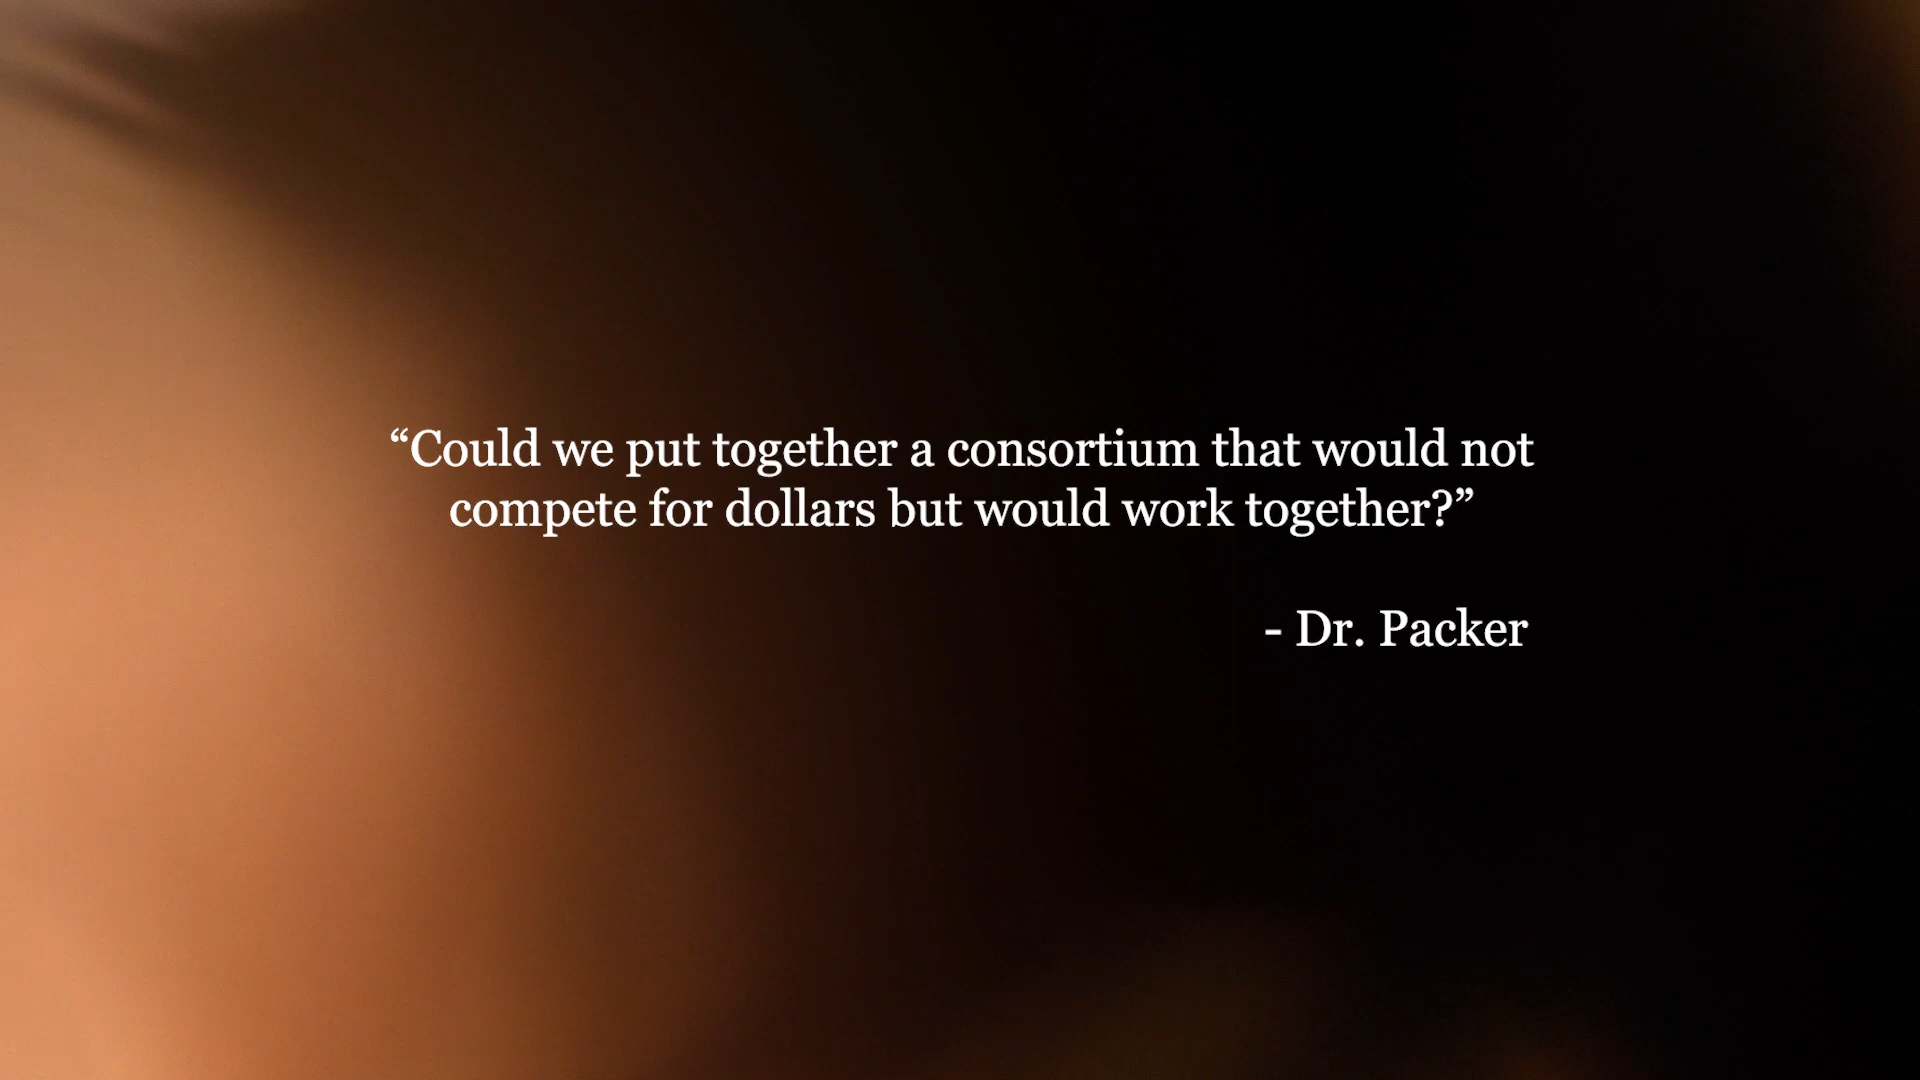 “Could we put together a consortium that would not
compete for dollars but would work together?”
- Dr. Packer